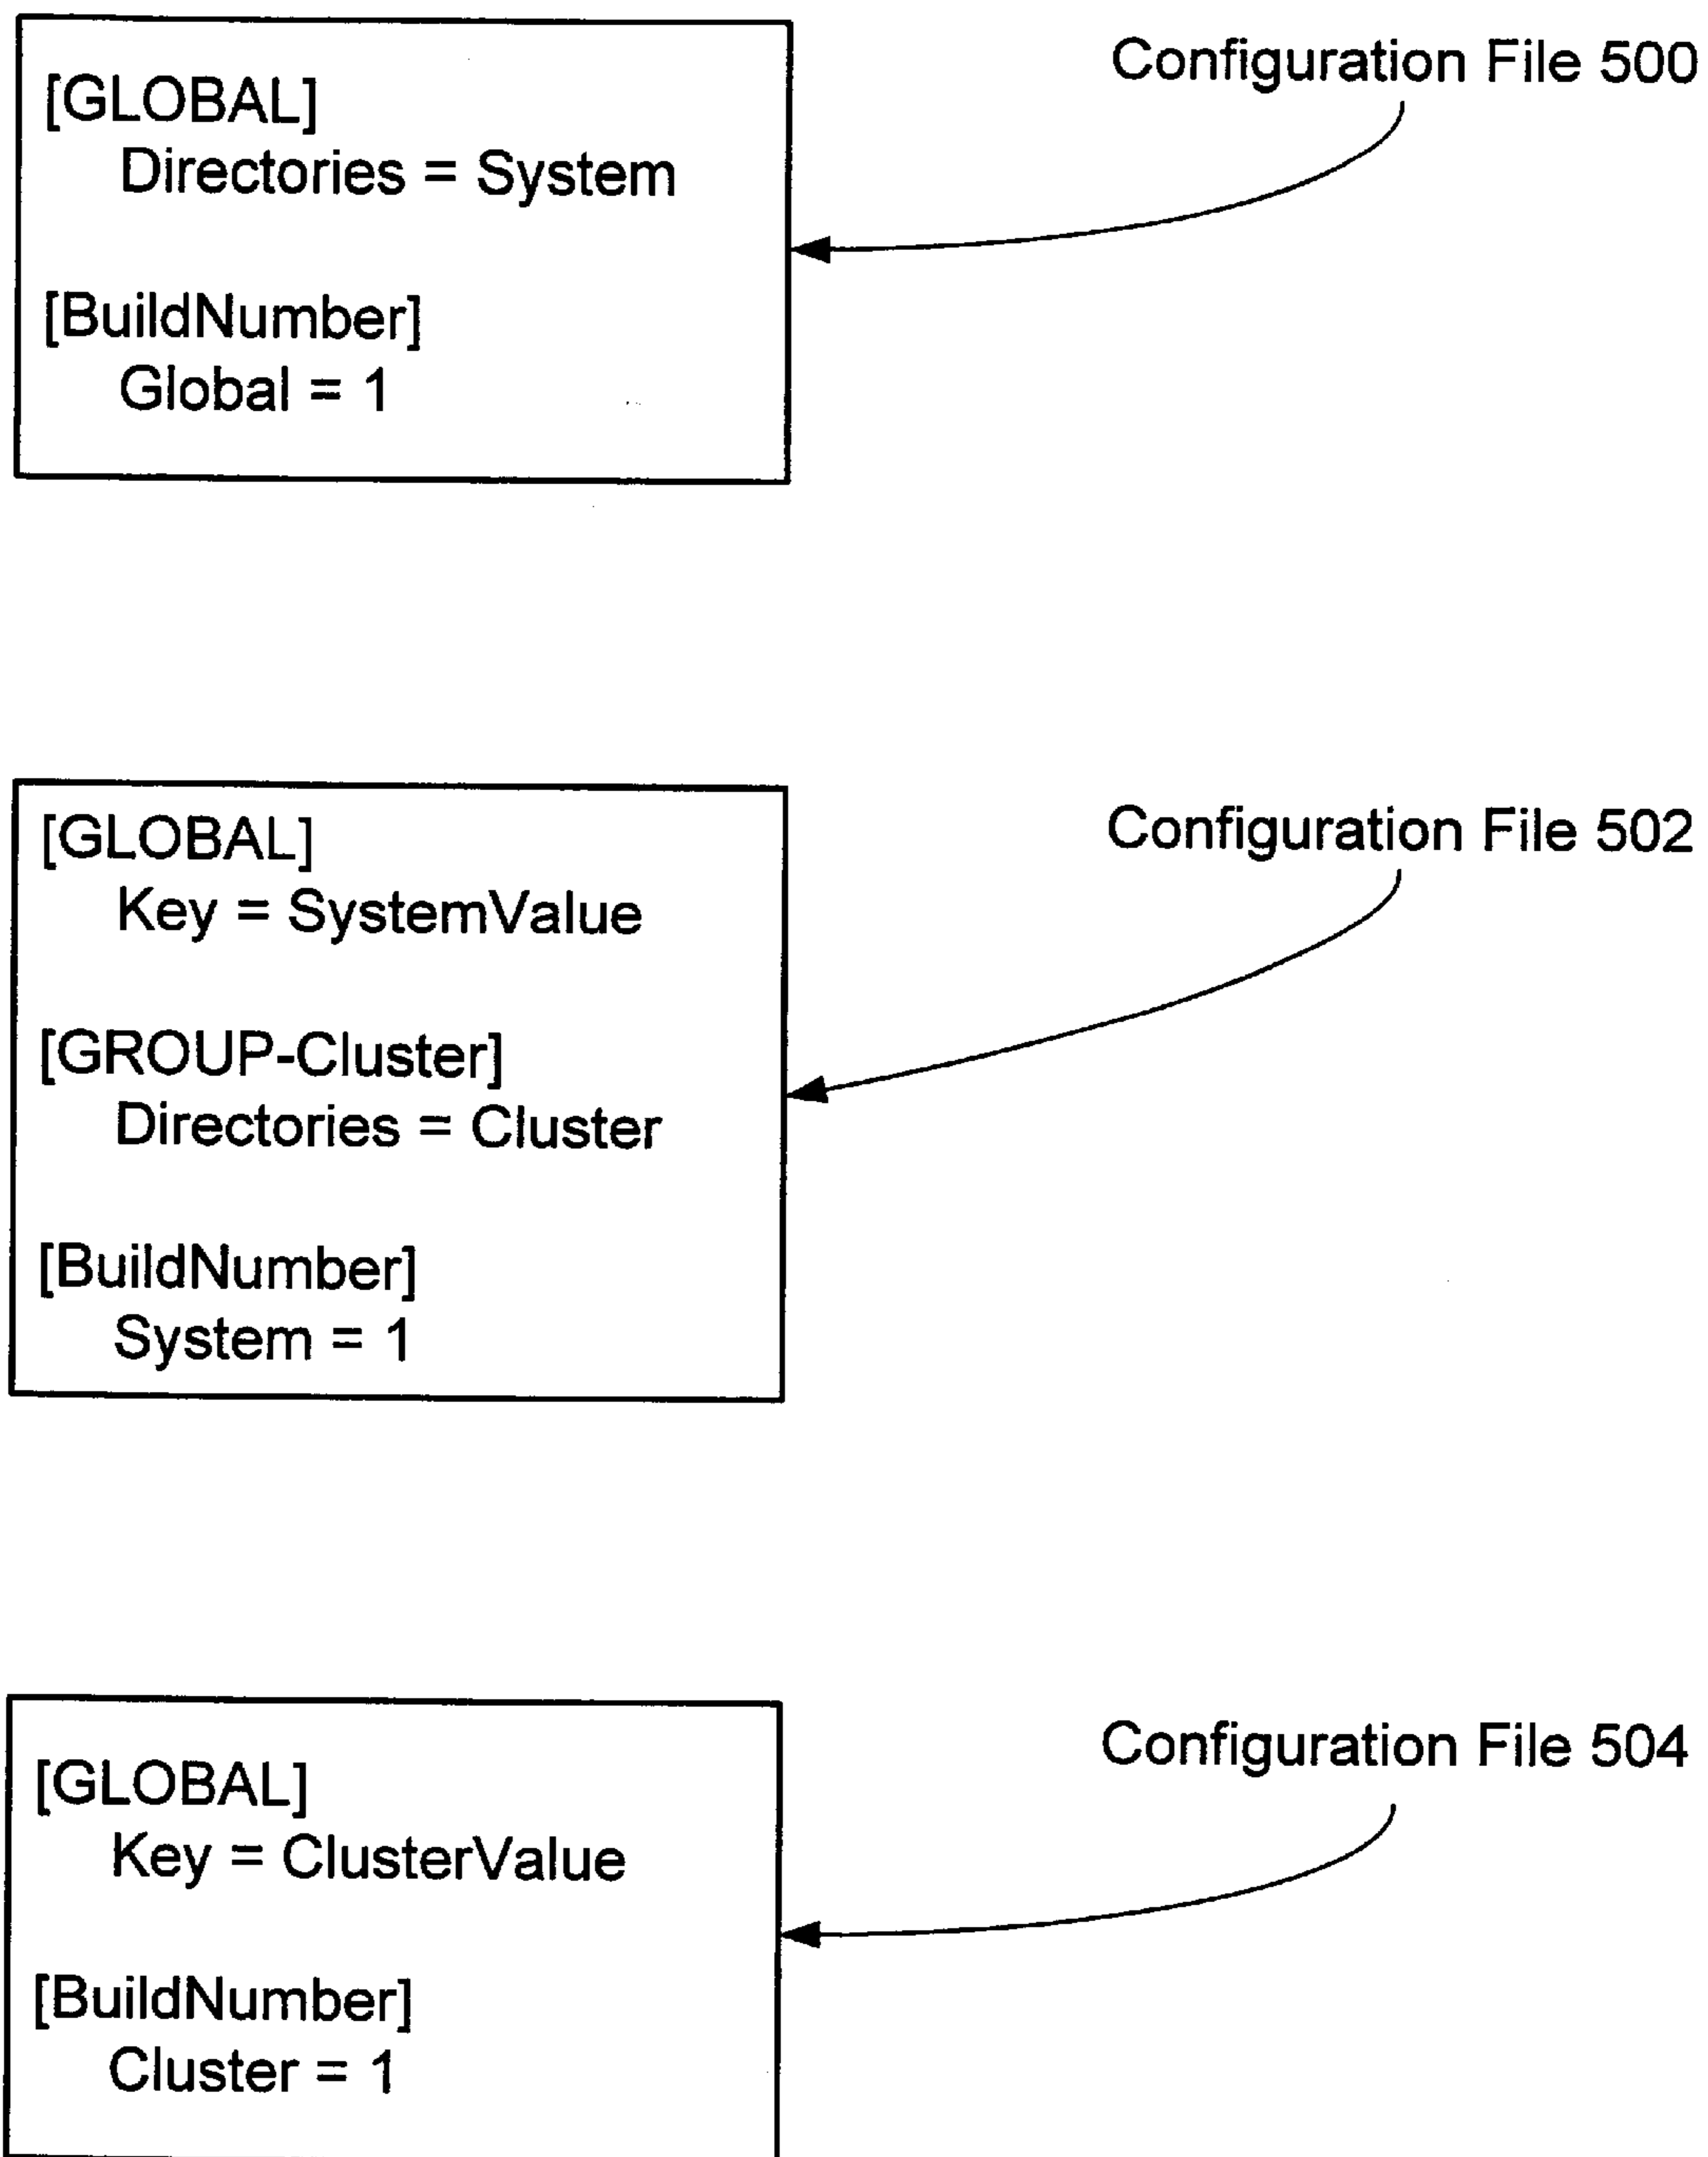 [GLOBAL]
Directories = System
[BuildNumber]
Global = 1
Configuration File 500
[GLOBAL]
Key = SystemValue
[GROUP-Cluster]
Directories = Cluster
[BuildNumber]
System = 1
Configuration File 502
[GLOBAL]
Key = ClusterValue
[BuildNumber]
Cluster = 1
Configuration File 504